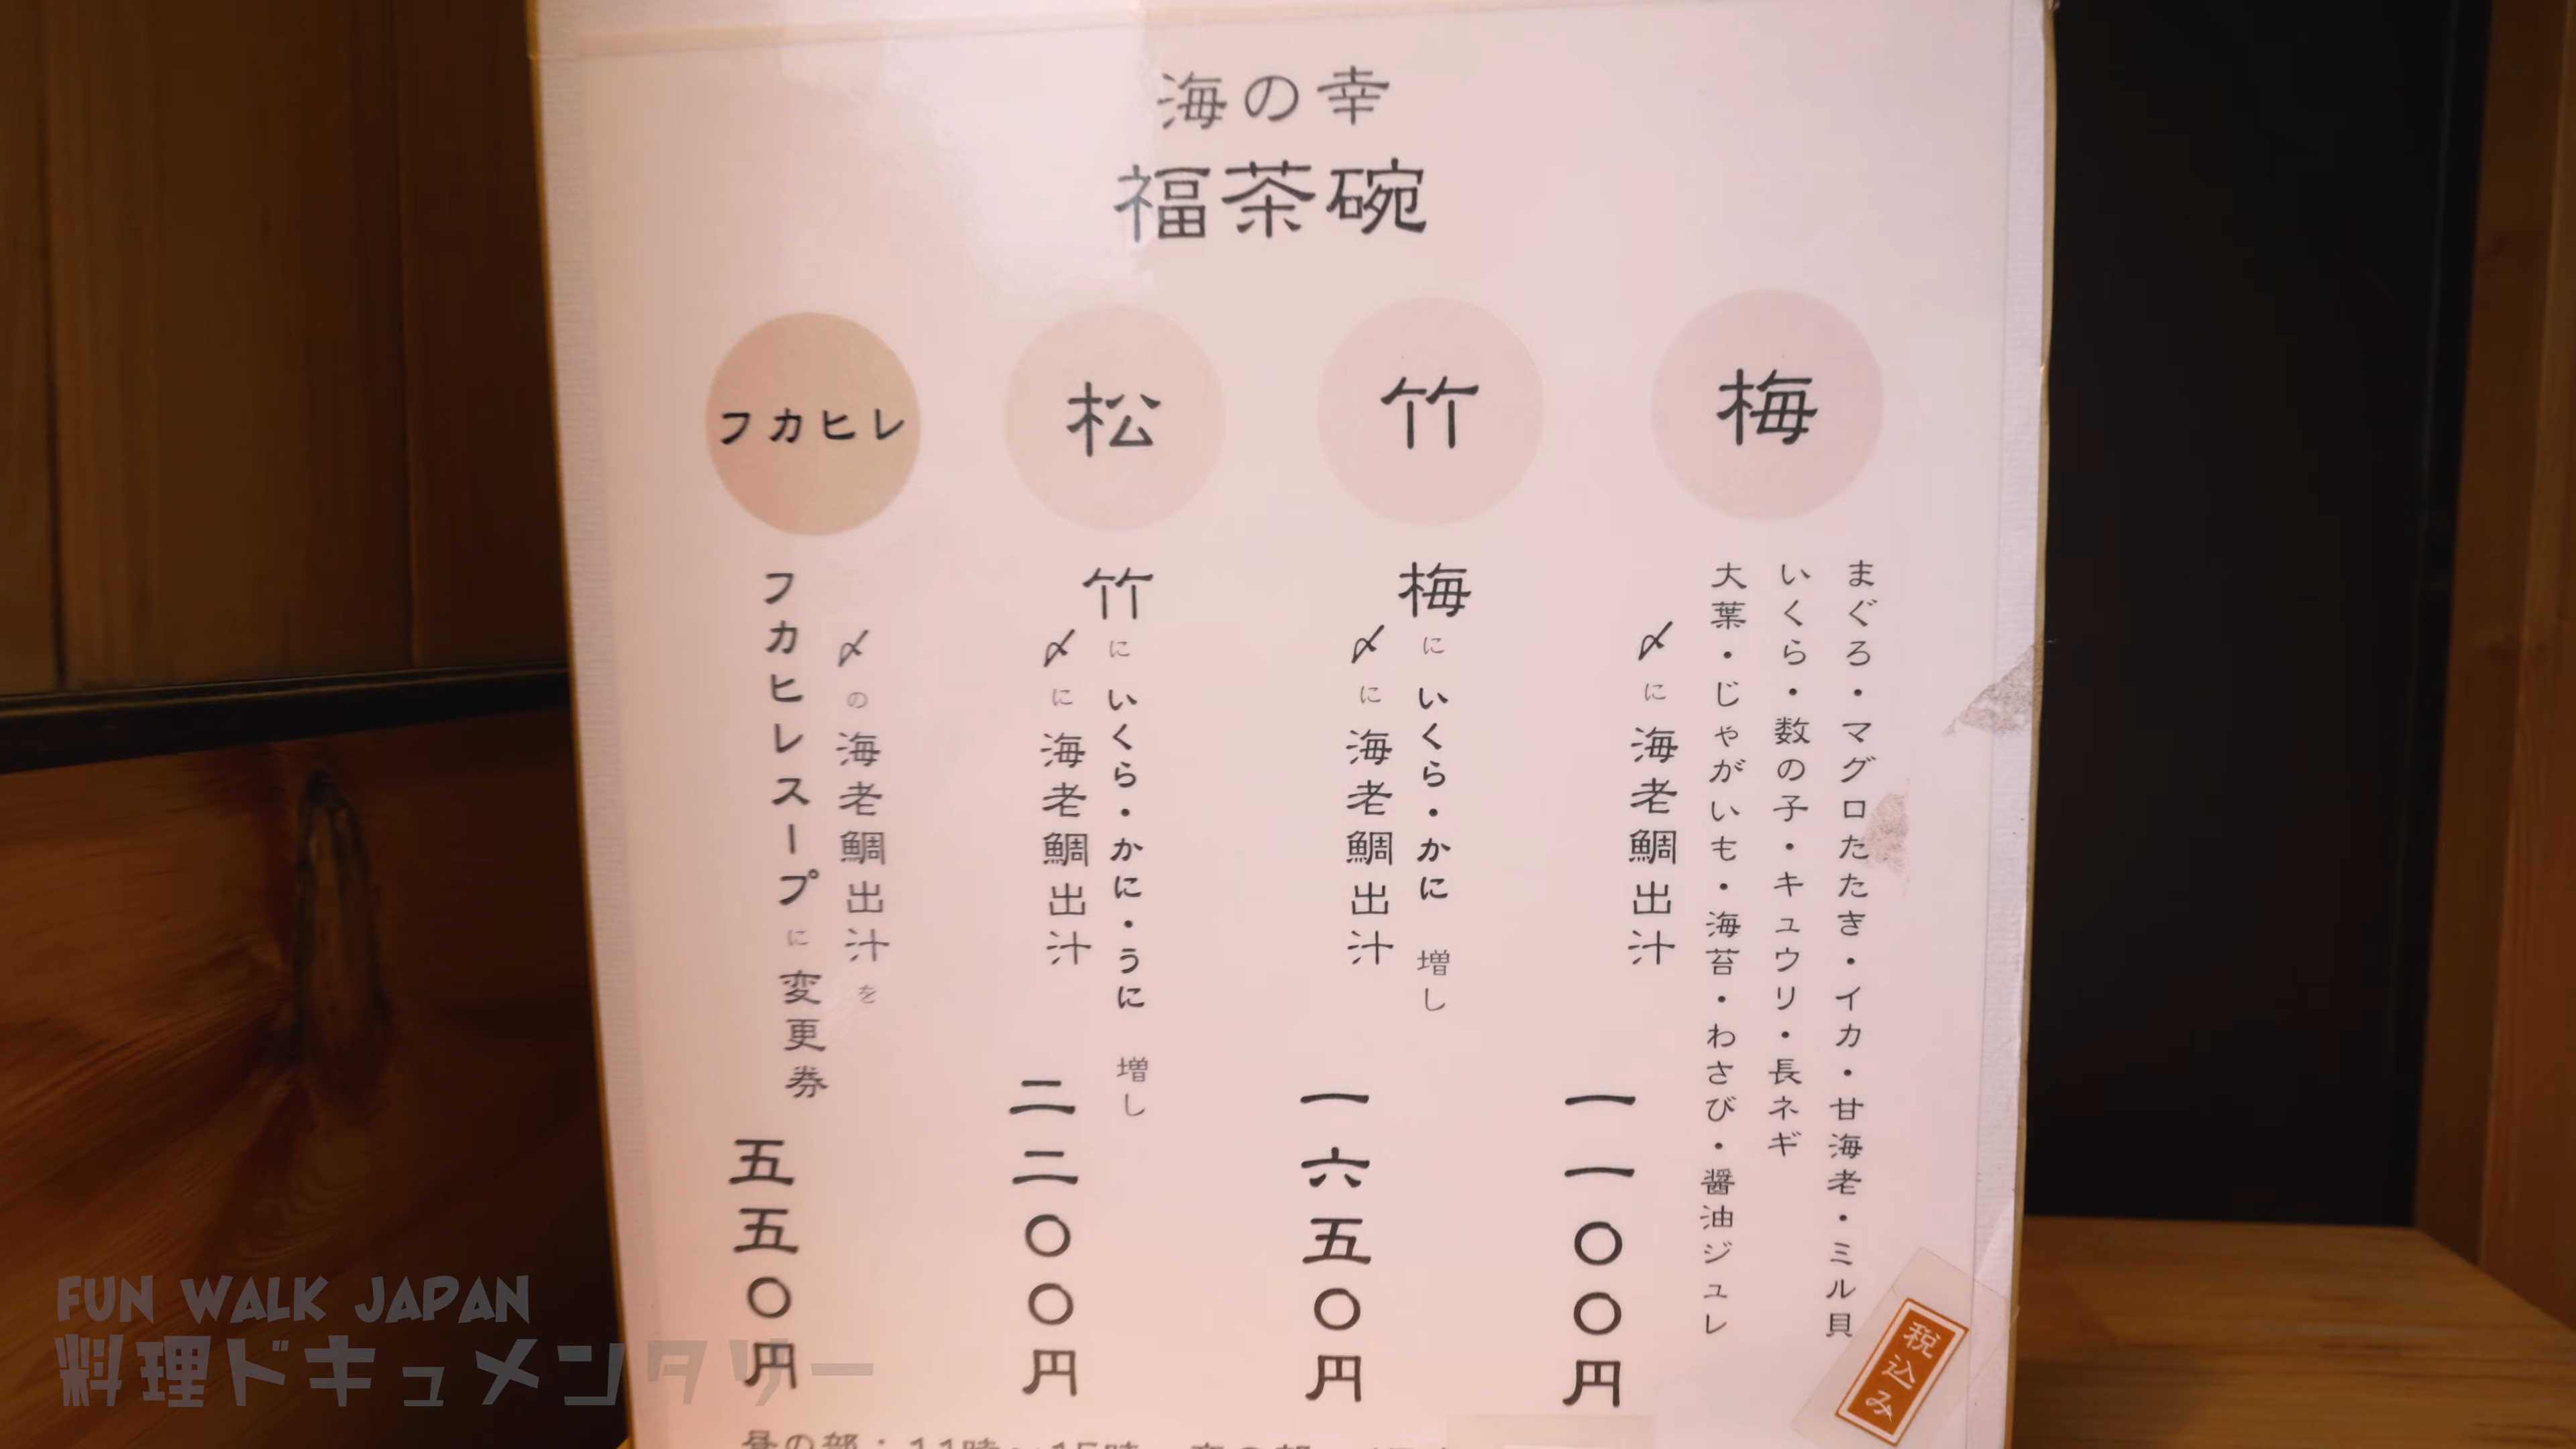 海の幸
福茶碗
梅
まぐろ・マグロたたき・イカ・甘海老・ミル貝
いくら・数の子・キュウリ・長ネギ
大葉・じゃがいも・海苔・わさび・醤油ジュレ
〆に海老鯛出汁
一一〇〇円
竹
梅にいくら・かに 増し
〆に海老鯛出汁
一六五〇円
松
竹にいくら・かに・うに 増し
〆に海老鯛出汁
二二〇〇円
フカヒレ
〆の海老鯛出汁を
フカヒレスープに変更券
五五〇円
税込み
FUN WALK JAPAN
料理ドキュメンタリー